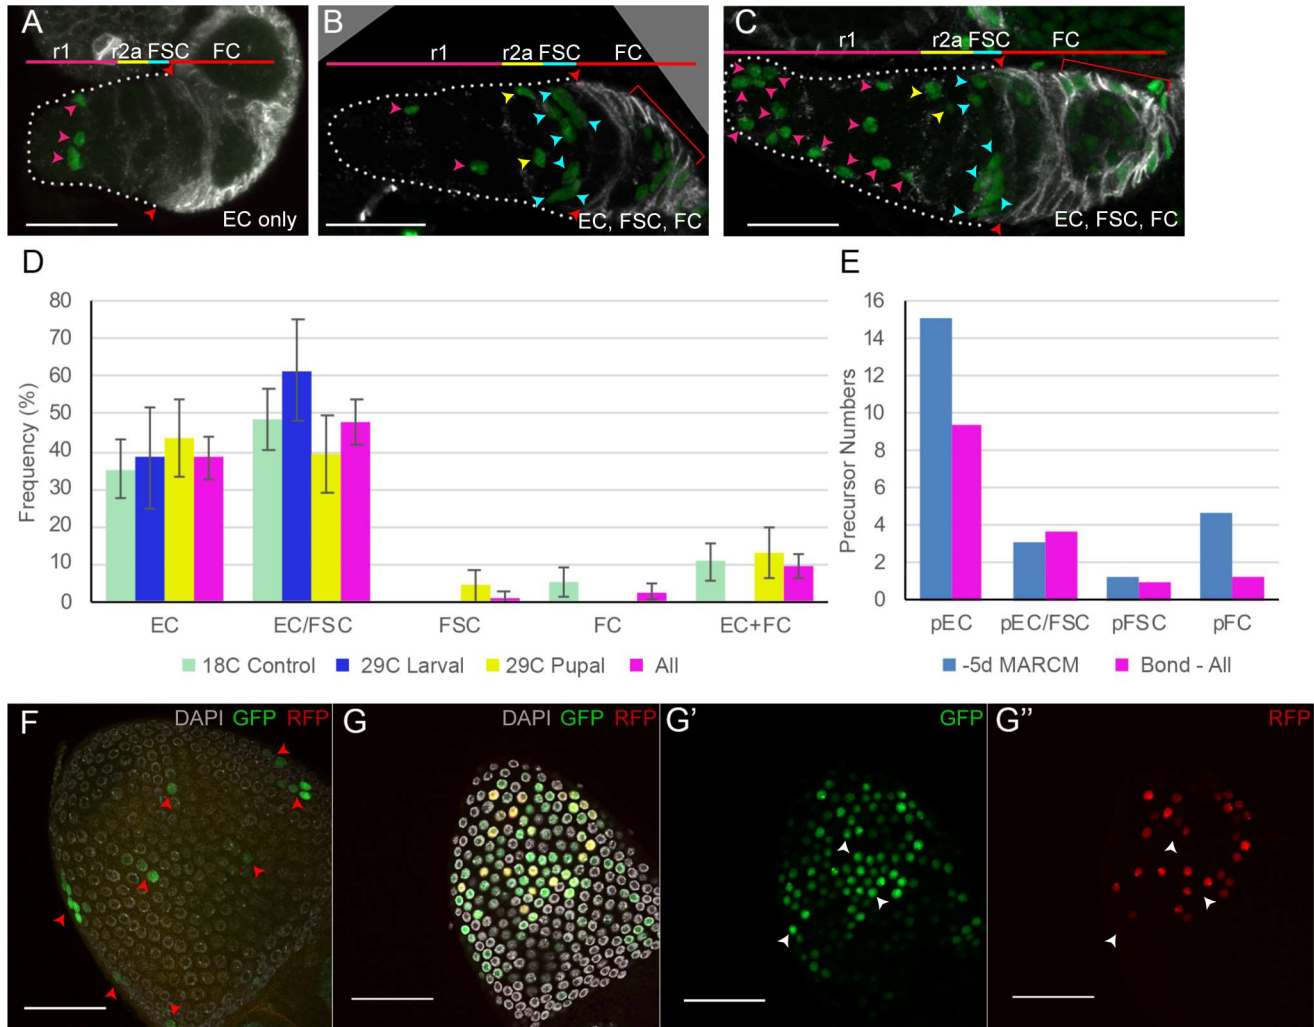 A
r1 r2a FSC FC
EC only
B
r1 r2a FSC FC
EC, FSC, FC
C
r1 r2a FSC FC
EC, FSC, FC
D
Frequency (%)
80
70
60
50
40
30
20
10
0
EC EC/FSC FSC FC EC+FC
18C Control 29C Larval 29C Pupal All
E
Precursor Numbers
16
14
12
10
8
6
4
2
0
pEC pEC/FSC pFSC pFC
-5d MARCM Bond - All
F
DAPI GFP RFP
G
DAPI GFP RFP
G’
GFP
G’’
RFP